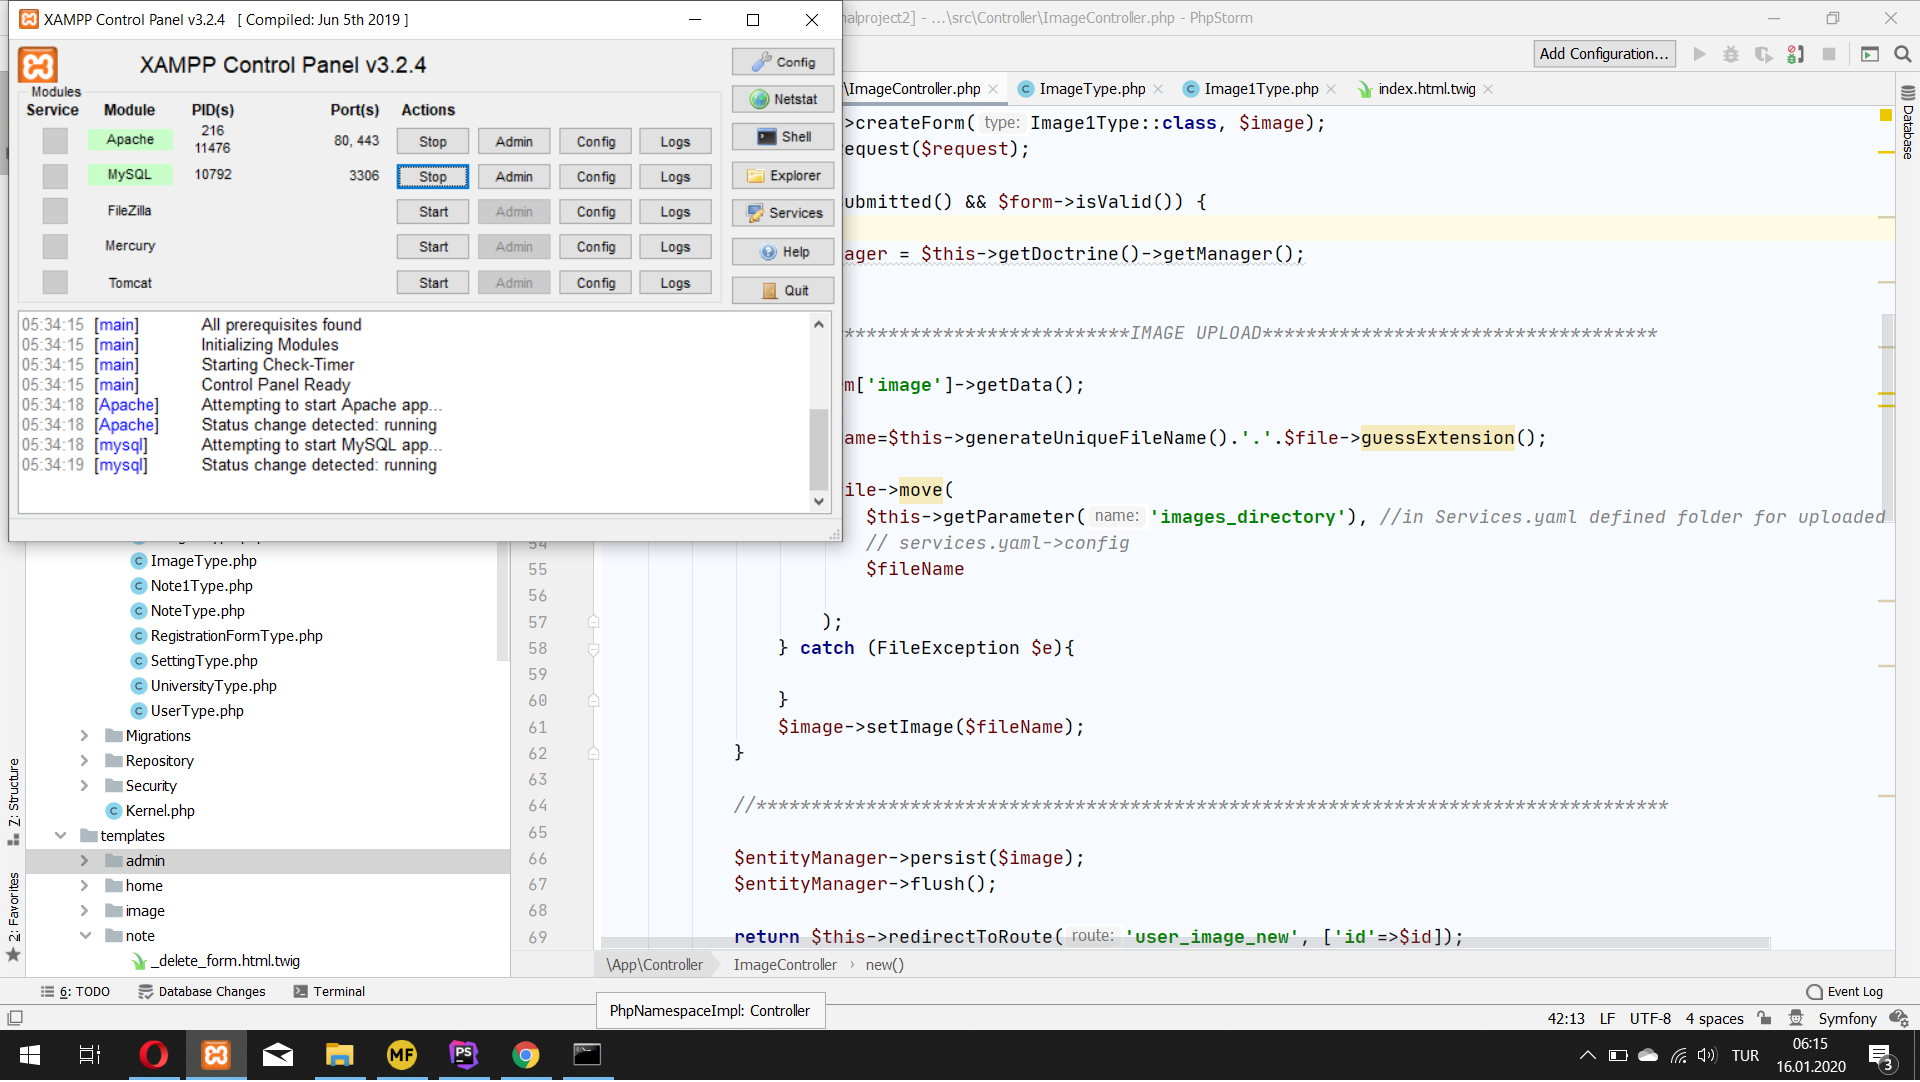 XAMPP Control Panel v3.2.4 [ Compiled: Jun 5th 2019 ]
XAMPP Control Panel v3.2.4
Modules
Service Module PID(s) Port(s) Actions
Apache 216 11476 80, 443 Stop Admin Config Logs
MySQL 10792 3306 Stop Admin Config Logs
FileZilla Start Admin Config Logs
Mercury Start Admin Config Logs
Tomcat Start Admin Config Logs
Config
Netstat
Shell
Explorer
Services
Help
Quit
05:34:15 [main] All prerequisites found
05:34:15 [main] Initializing Modules
05:34:15 [main] Starting Check-Timer
05:34:15 [main] Control Panel Ready
05:34:18 [Apache] Attempting to start Apache app...
05:34:18 [Apache] Status change detected: running
05:34:18 [mysql] Attempting to start MySQL app...
05:34:19 [mysql] Status change detected: running
nalproject2] - ...\src\Controller\ImageController.php - PhpStorm
Add Configuration...
\ImageController.php ImageType.php Image1Type.php index.html.twig
Database
>createForm( type: Image1Type::class, $image);
equest($request);
ubmitted() && $form->isValid()) {
ager = $this->getDoctrine()->getManager();
**************************IMAGE UPLOAD************************************
m['image']->getData();
ame=$this->generateUniqueFileName().'.'.$file->guessExtension();
ile->move(
$this->getParameter( name: 'images_directory'), //in Services.yaml defined folder for uploaded
54 // services.yaml->config
55 $fileName
56
57 );
58 } catch (FileException $e){
59
60 }
61 $image->setImage($fileName);
62 }
63
64 //***********************************************************************************
65
66 $entityManager->persist($image);
67 $entityManager->flush();
68
69 return $this->redirectToRoute( route: 'user_image_new', ['id'=>$id]);
ImageType.php
Note1Type.php
NoteType.php
RegistrationFormType.php
SettingType.php
UniversityType.php
UserType.php
Migrations
Repository
Security
Kernel.php
templates
admin
home
image
note
_delete_form.html.twig
Z: Structure
2: Favorites
\App\Controller ImageController › new()
6: TODO Database Changes Terminal
Event Log
PhpNamespaceImpl: Controller
42:13 LF UTF-8 4 spaces Symfony
MF
PS
TUR
06:15
16.01.2020
3